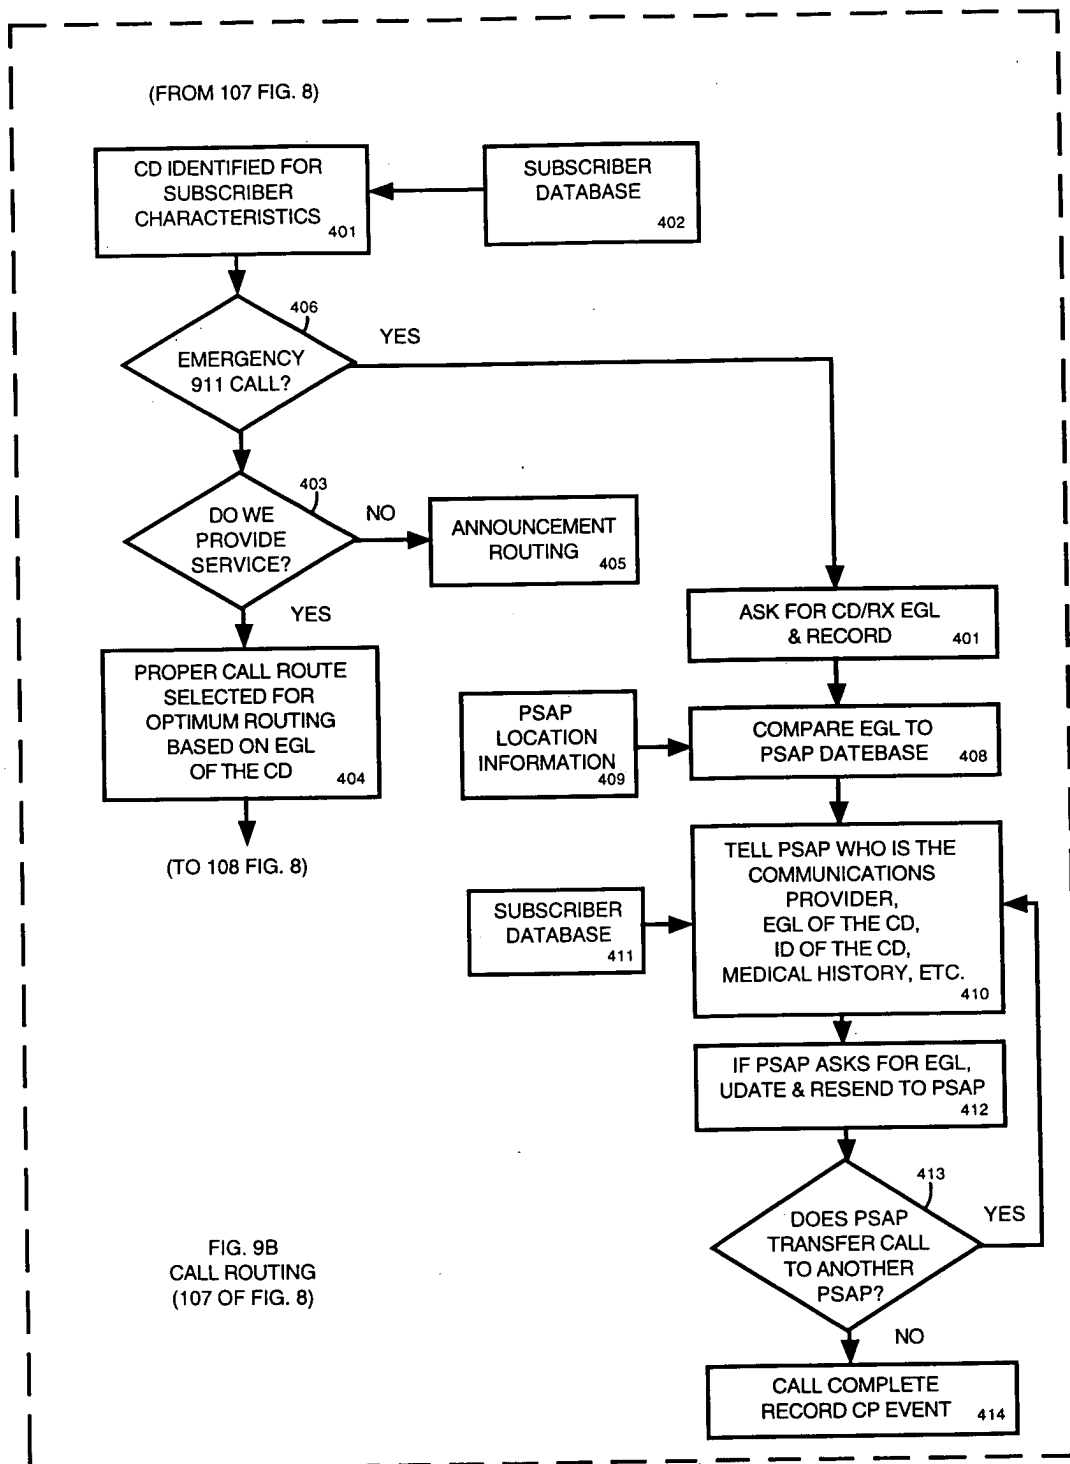 (FROM 107 FIG. 8)
CD IDENTIFIED FOR
SUBSCRIBER
CHARACTERISTICS
401
SUBSCRIBER
DATABASE
402
406
EMERGENCY
911 CALL?
YES
403
DO WE
PROVIDE
SERVICE?
NO
ANNOUNCEMENT
ROUTING
405
YES
PROPER CALL ROUTE
SELECTED FOR
OPTIMUM ROUTING
BASED ON EGL
OF THE CD
404
(TO 108 FIG. 8)
ASK FOR CD/RX EGL
& RECORD
401
PSAP
LOCATION
INFORMATION
409
COMPARE EGL TO
PSAP DATEBASE
408
SUBSCRIBER
DATABASE
411
TELL PSAP WHO IS THE
COMMUNICATIONS
PROVIDER,
EGL OF THE CD,
ID OF THE CD,
MEDICAL HISTORY, ETC.
410
IF PSAP ASKS FOR EGL,
UDATE & RESEND TO PSAP
412
413
DOES PSAP
TRANSFER CALL
TO ANOTHER
PSAP?
YES
NO
CALL COMPLETE
RECORD CP EVENT
414
FIG. 9B
CALL ROUTING
(107 OF FIG. 8)